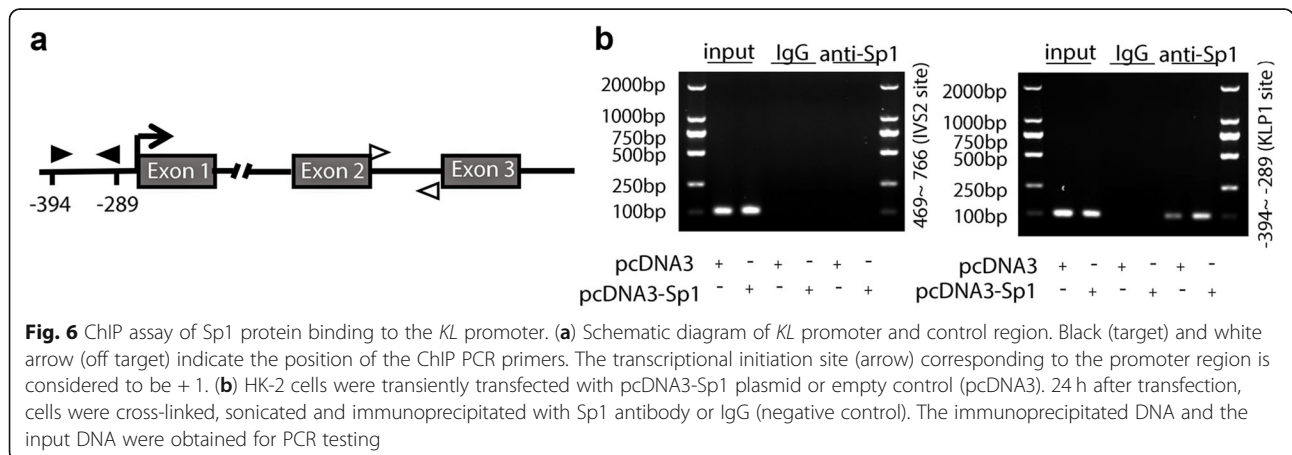 a
Exon 1
Exon 2
Exon 3
-394
-289
b
input IgG anti-Sp1
2000bp
1000bp
750bp
500bp
250bp
100bp
469~ 766 (IVS2 site)
pcDNA3 + - + - + -
pcDNA3-Sp1 - + - + - +
input IgG anti-Sp1
2000bp
1000bp
750bp
500bp
250bp
100bp
-394~ -289 (KLP1 site)
pcDNA3 + - + - + -
pcDNA3-Sp1 - + - + - +
Fig. 6 ChIP assay of Sp1 protein binding to the KL promoter. (a) Schematic diagram of KL promoter and control region. Black (target) and white
arrow (off target) indicate the position of the ChIP PCR primers. The transcriptional initiation site (arrow) corresponding to the promoter region is
considered to be + 1. (b) HK-2 cells were transiently transfected with pcDNA3-Sp1 plasmid or empty control (pcDNA3). 24 h after transfection,
cells were cross-linked, sonicated and immunoprecipitated with Sp1 antibody or IgG (negative control). The immunoprecipitated DNA and the
input DNA were obtained for PCR testing